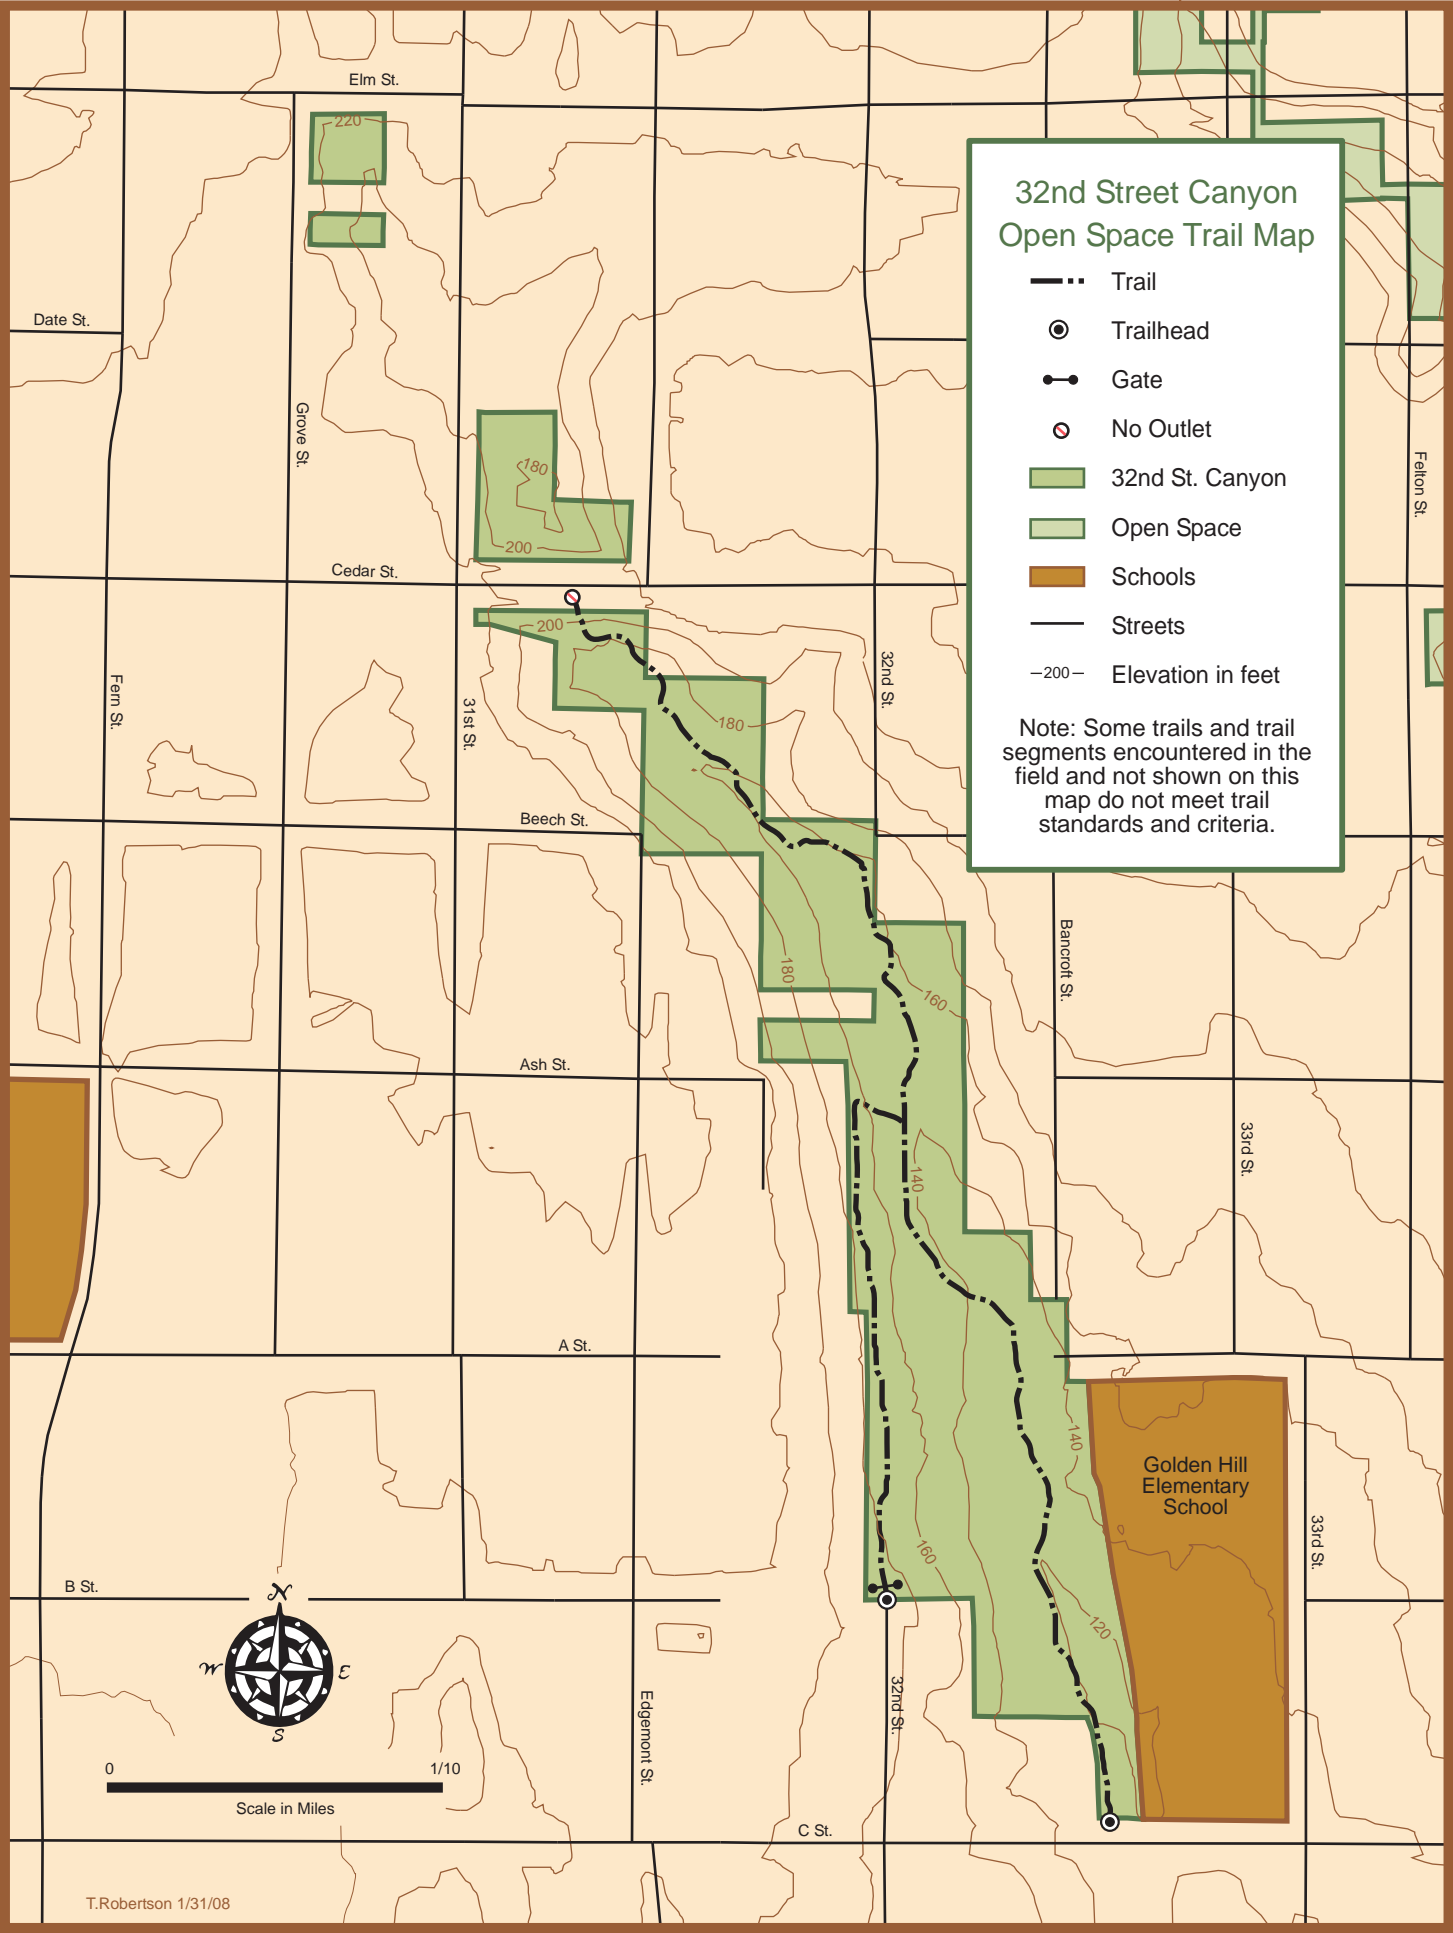 Elm St.
220
32nd Street Canyon
Open Space Trail Map
Trail
Trailhead
Gate
No Outlet
32nd St. Canyon
Open Space
Schools
Streets
200
Elevation in feet
Note: Some trails and trail
segments encountered in the
field and not shown on this
map do not meet trail
standards and criteria.
Date St.
Grove St.
180
200
Felton St.
Cedar St.
200
Fern St.
31st St.
180
32nd St.
Beech St.
180
160
Bancroft St.
Ash St.
140
33rd St.
A St.
140
Golden Hill
Elementary
School
160
33rd St.
B St.
N
W
E
S
120
Edgemont St.
32nd St.
0
1/10
Scale in Miles
C St.
T.Robertson 1/31/08